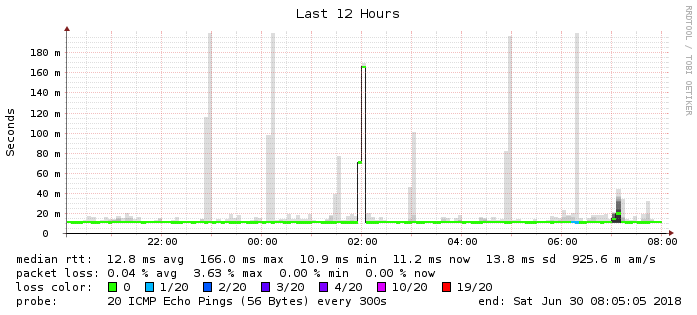 Last 12 Hours
RRDTOOL / TOBI OETIKER
Seconds
180 m
160 m
140 m
120 m
100 m
80 m
60 m
40 m
20 m
0
22:00 00:00 02:00 04:00 06:00 08:00
median rtt: 12.8 ms avg 166.0 ms max 10.9 ms min 11.2 ms now 13.8 ms sd 925.6 m am/s
packet loss: 0.04 % avg 3.63 % max 0.00 % min 0.00 % now
loss color: 0 1/20 2/20 3/20 4/20 10/20 19/20
probe: 20 ICMP Echo Pings (56 Bytes) every 300s end: Sat Jun 30 08:05:05 2018